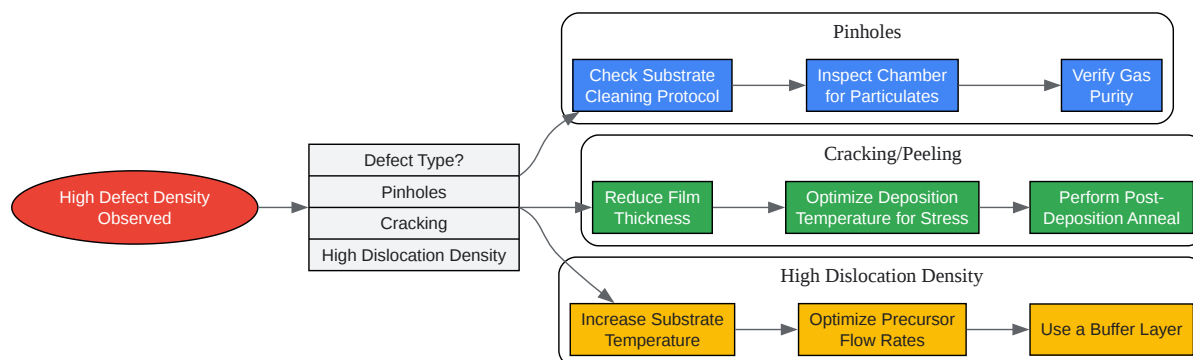 High Defect Density
Observed
Defect Type?
Pinholes
Cracking
High Dislocation Density
Pinholes
Check Substrate
Cleaning Protocol
Inspect Chamber
for Particulates
Verify Gas
Purity
Cracking/Peeling
Reduce Film
Thickness
Optimize Deposition
Temperature for Stress
Perform Post-
Deposition Anneal
High Dislocation Density
Increase Substrate
Temperature
Optimize Precursor
Flow Rates
Use a Buffer Layer